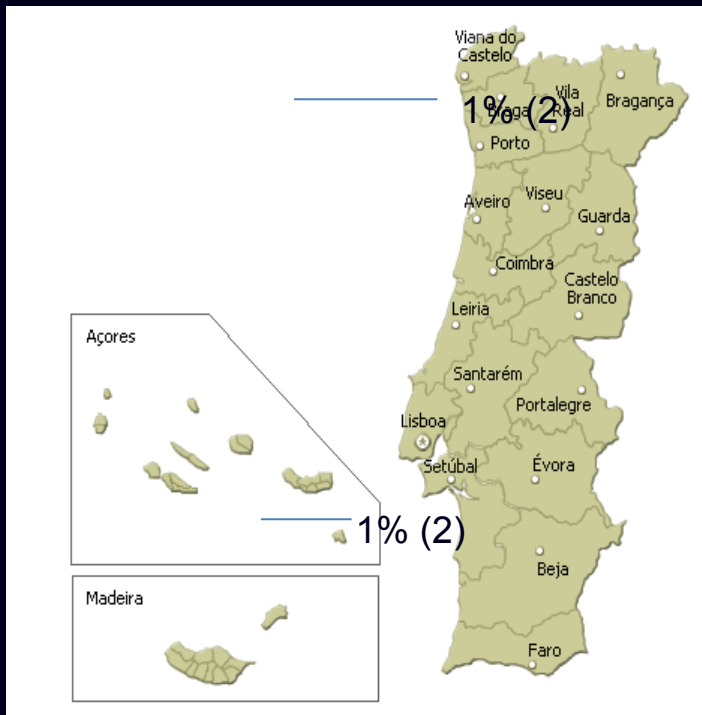 Viana do
Castelo
Bragança
Vila
Real
Braga
1% (2)
Porto
Aveiro
Viseu
Guarda
Coimbra
Castelo
Branco
Leiria
Açores
Santarém
Portalegre
Lisboa
Setúbal
Évora
1% (2)
Beja
Madeira
Faro